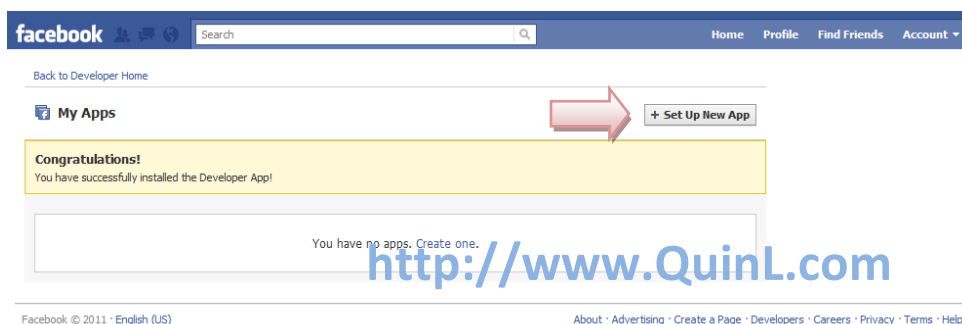 facebook Search Home Profile Find Friends Account
Back to Developer Home
My Apps + Set Up New App
Congratulations!
You have successfully installed the Developer App!
You have no apps. Create one.
http://www.QuinL.com
Facebook © 2011 · English (US) About · Advertising · Create a Page · Developers · Careers · Privacy · Terms · Help